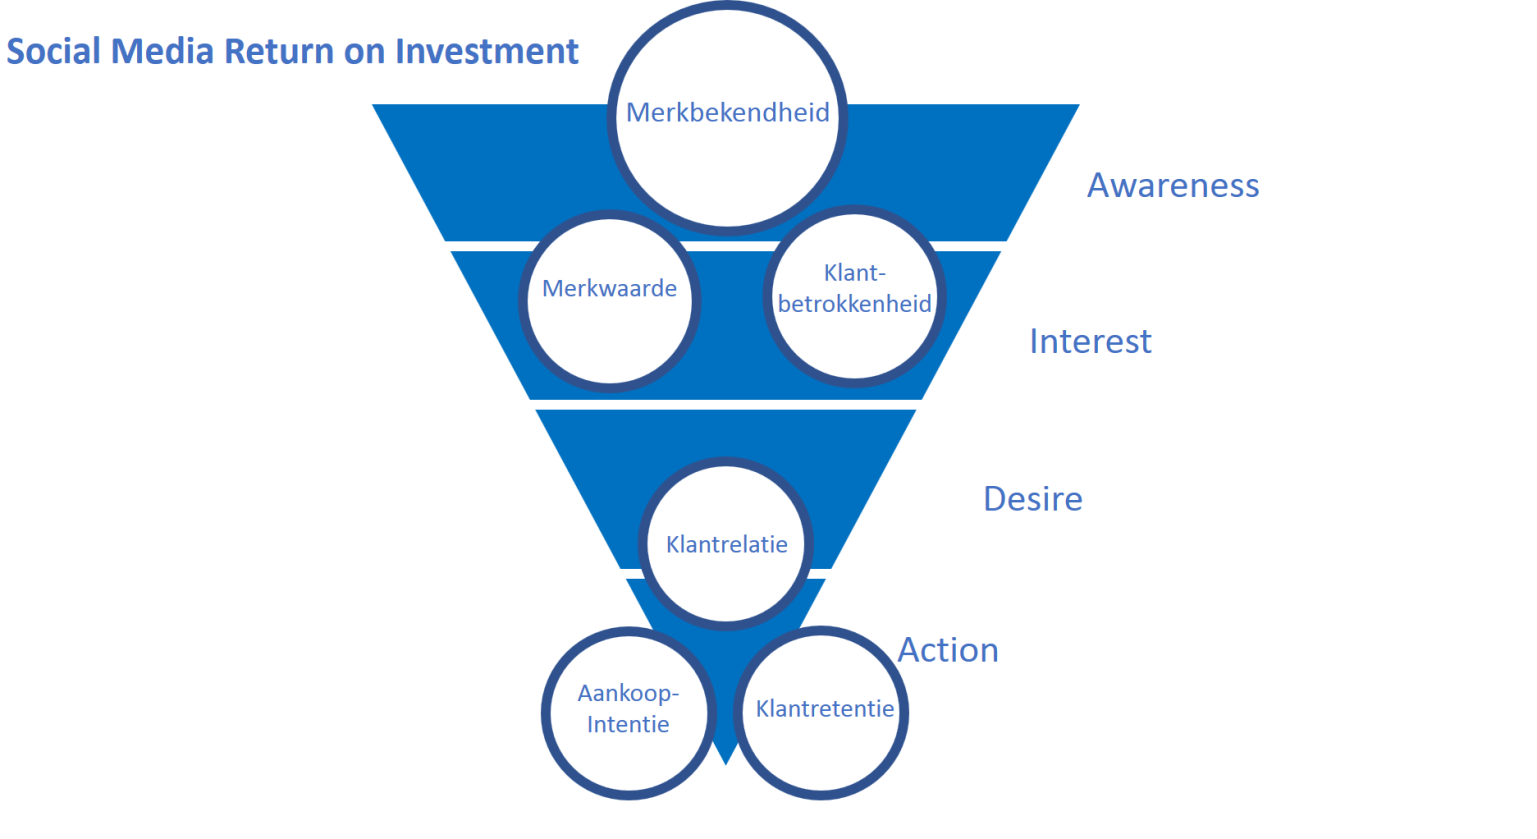 Social Media Return on Investment
Merkbekendheid
Awareness
Merkwaarde
Klant-
betrokkenheid
Interest
Desire
Klantrelatie
Action
Aankoop-
Intentie
Klantretentie